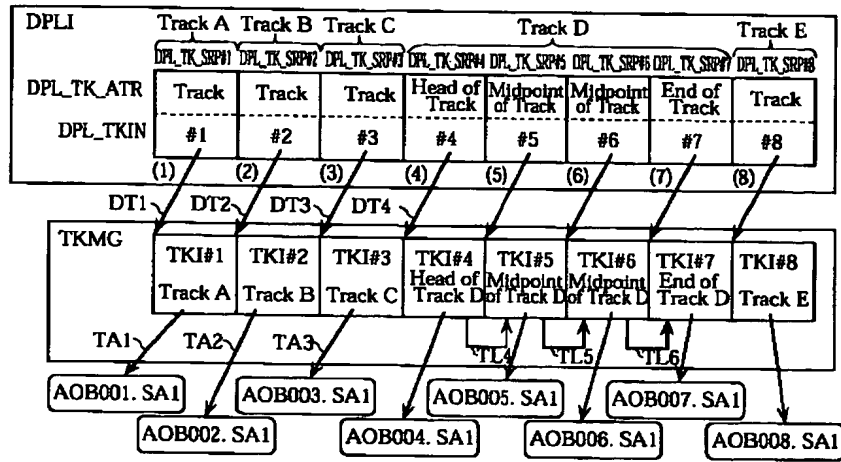 DPLI
Track A Track B Track C Track D Track E
DPL_TK_SRP#1 DPL_TK_SRP#2 DPL_TK_SRP#3 DPL_TK_SRP#4 DPL_TK_SRP#5 DPL_TK_SRP#6 DPL_TK_SRP#7 DPL_TK_SRP#8
DPL_TK_ATR
Track
Track
Track
Head of
Track
Midpoint
of Track
Midpoint
of Track
End of
Track
Track
DPL_TKIN #1 #2 #3 #4 #5 #6 #7 #8
(1) (2) (3) (4) (5) (6) (7) (8)
DT1 DT2 DT3 DT4
TKMG
TKI#1
Track A
TKI#2
Track B
TKI#3
Track C
TKI#4
Head of
Track D
TKI#5
Midpoint
of Track D
TKI#6
Midpoint
of Track D
TKI#7
End of
Track D
TKI#8
Track E
TA1 TA2 TA3 TL4 TL5 TL6
AOB001. SA1 AOB003. SA1 AOB005. SA1 AOB007. SA1
AOB002. SA1 AOB004. SA1 AOB006. SA1 AOB008. SA1